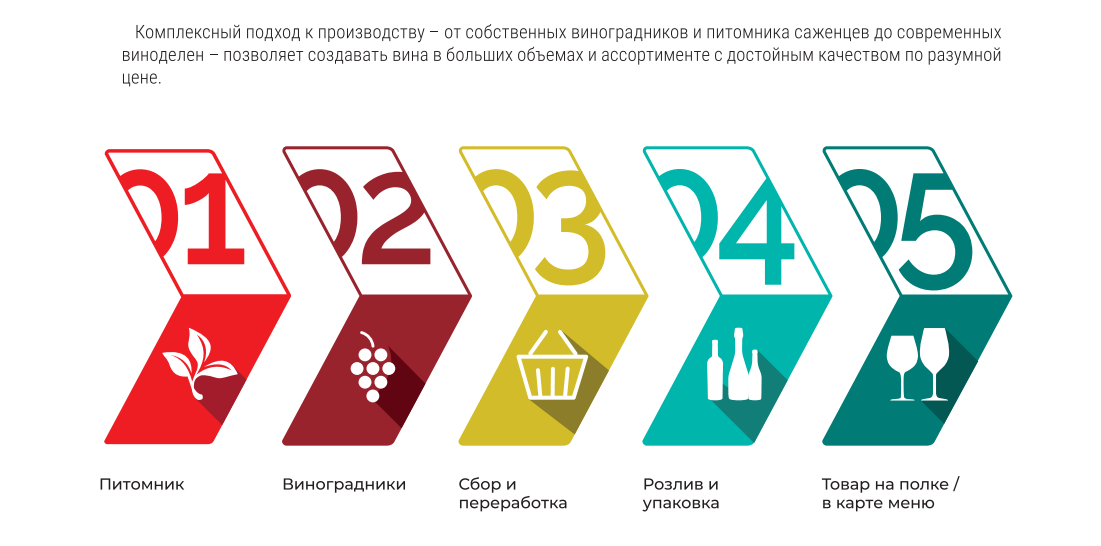 Комплексный подход к производству – от собственных виноградников и питомника саженцев до современных
виноделен – позволяет создавать вина в больших объемах и ассортименте с достойным качеством по разумной
цене.
01 02 03 04 05
Питомник
Виноградники
Сбор и
переработка
Розлив и
упаковка
Товар на полке /
в карте меню